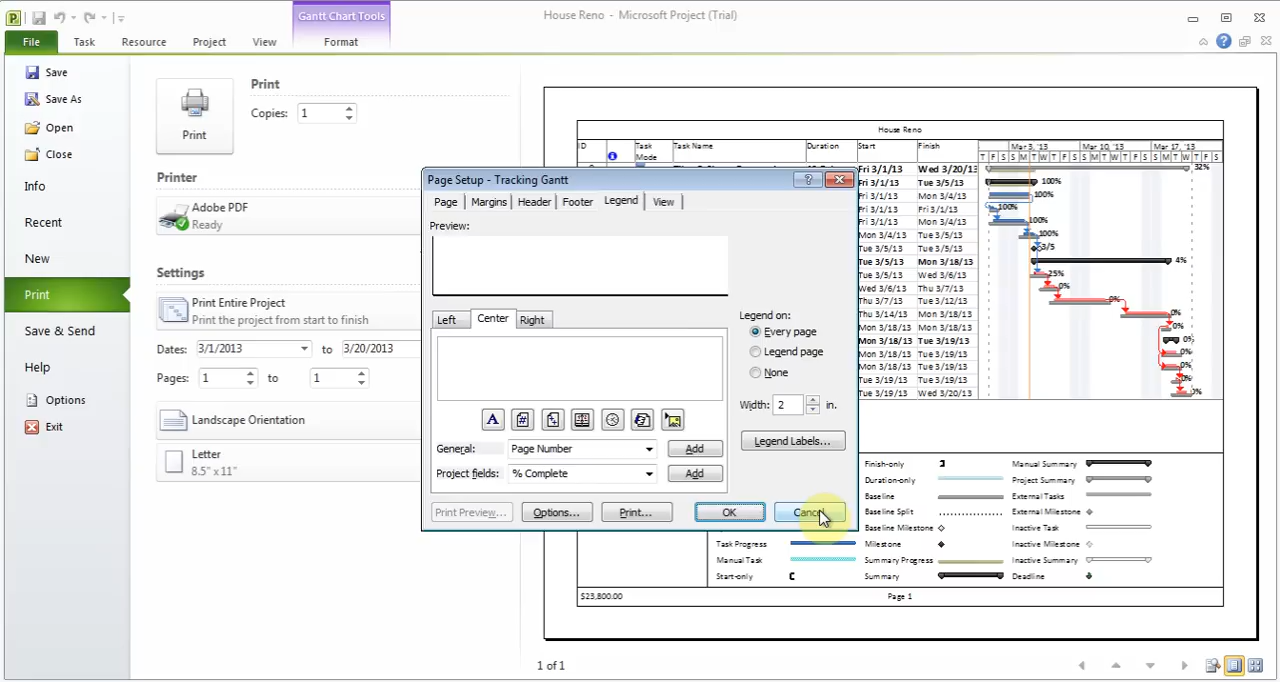 Gantt Chart Tools
House Reno - Microsoft Project (Trial)
File Task Resource Project View Format
Save
Save As
Open
Close
Info
Recent
New
Print
Save & Send
Help
Options
Exit
Print
Print
Copies: 1
Printer
Adobe PDF
Ready
Settings
Print Entire Project
Print the project from start to finish
Dates: 3/1/2013 to 3/20/2013
Pages: 1 to 1
Landscape Orientation
Letter
8.5" x 11"
Page Setup - Tracking Gantt
Page Margins Header Footer Legend View
Preview:
Left Center Right
General: Page Number Add
Project fields: % Complete Add
Legend on:
Every page
Legend page
None
Width: 2 in.
Legend Labels...
Print Preview... Options... Print... OK
House Reno
ID Task Mode Task Name Duration Start Finish Mar 3, '13 Mar 10, '13 Mar 17, '13
T F S S M T W T F S S M T W T F S S M T W T F S
Fri 3/1/13 Wed 3/20/13 32%
Fri 3/1/13 Tue 3/5/13 100%
Fri 3/1/13 Mon 3/4/13 100%
Fri 3/1/13 Fri 3/1/13 100%
Fri 3/1/13 Mon 3/4/13 100%
Mon 3/4/13 Tue 3/5/13 100%
Tue 3/5/13 Tue 3/5/13 3/5
Tue 3/5/13 Mon 3/18/13 4%
Tue 3/5/13 Wed 3/6/13 25%
Wed 3/6/13 Thu 3/7/13 0%
Thu 3/7/13 Tue 3/12/13 0%
Thu 3/14/13 Mon 3/18/13 0%
Mon 3/18/13 Mon 3/18/13 0%
Mon 3/18/13 Tue 3/19/13 0%
Mon 3/18/13 Tue 3/19/13 0%
Mon 3/18/13 Tue 3/19/13 0%
Tue 3/19/13 Tue 3/19/13 0%
Tue 3/19/13 Wed 3/20/13 0%
Finish-only Manual Summary
Duration-only Project Summary
Baseline External Tasks
Baseline Split External Milestone
Baseline Milestone Inactive Task
Task Progress Milestone Inactive Milestone
Manual Task Summary Progress Inactive Summary
Start-only Summary Deadline
$23,800.00 Page 1
1 of 1